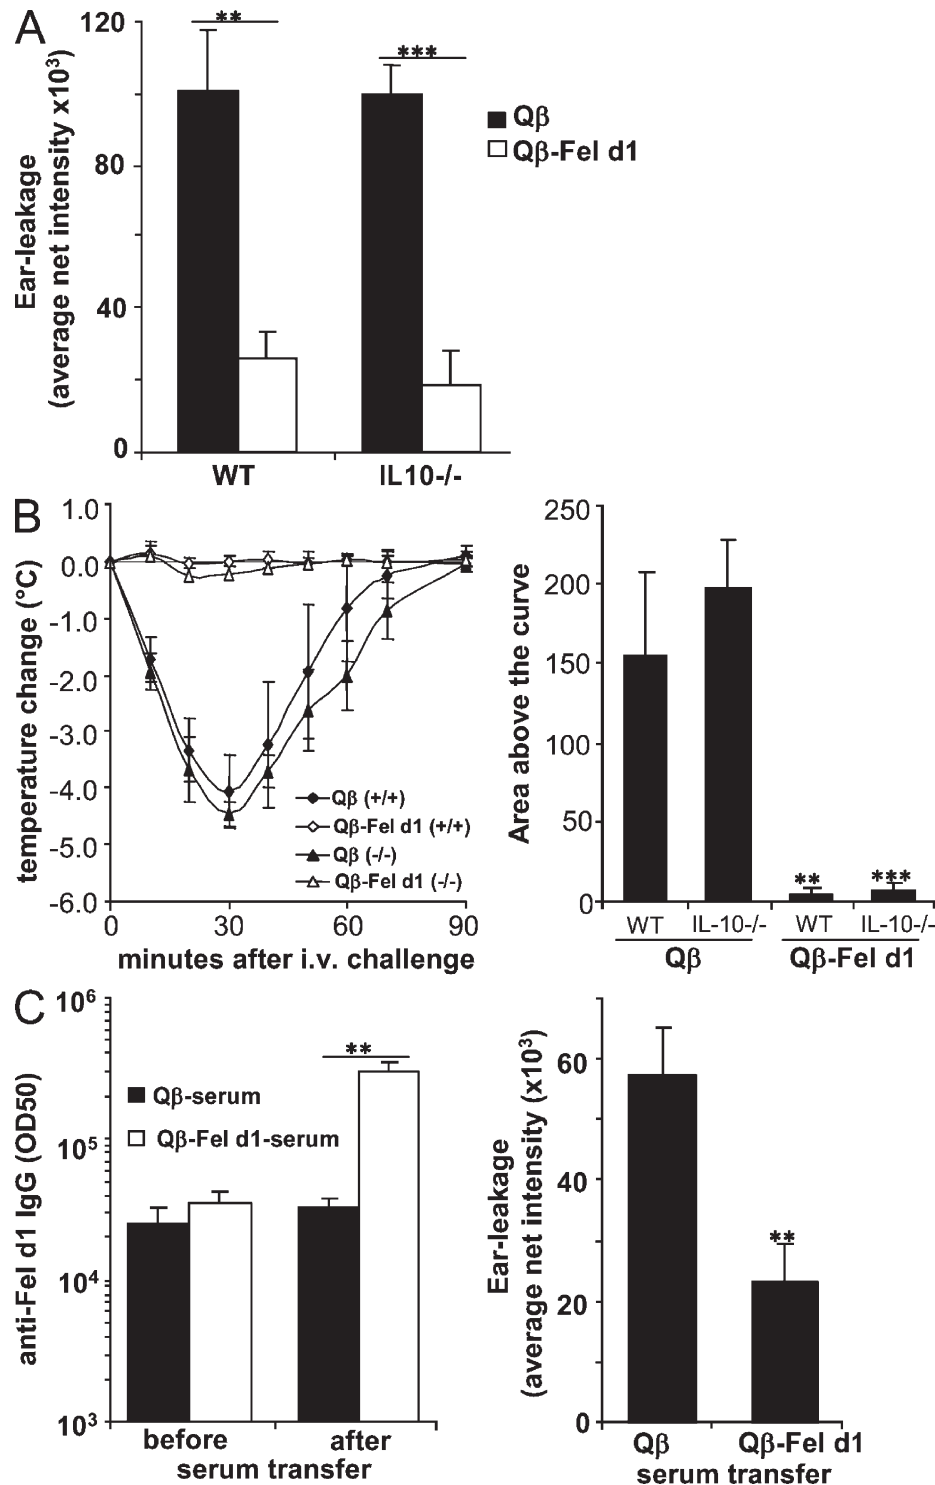 A
Ear-leakage
(average net intensity x10³)
120
80
40
0
**
***
Qβ
Qβ-Fel d1
WT
IL10-/-
B
temperature change (°C)
1.0
0.0
-1.0
-2.0
-3.0
-4.0
-5.0
-6.0
Qβ (+/+)
Qβ-Fel d1 (+/+)
Qβ (-/-)
Qβ-Fel d1 (-/-)
0
30
60
90
minutes after i.v. challenge
Area above the curve
250
200
150
100
50
0
**
***
WT
IL-10-/-
WT
IL-10-/-
Qβ
Qβ-Fel d1
C
anti-Fel d1 IgG (OD50)
10⁶
10⁵
10⁴
10³
**
Qβ-serum
Qβ-Fel d1-serum
before
after
serum transfer
Ear-leakage
(average net intensity (x10³)
60
40
20
0
**
Qβ
Qβ-Fel d1
serum transfer